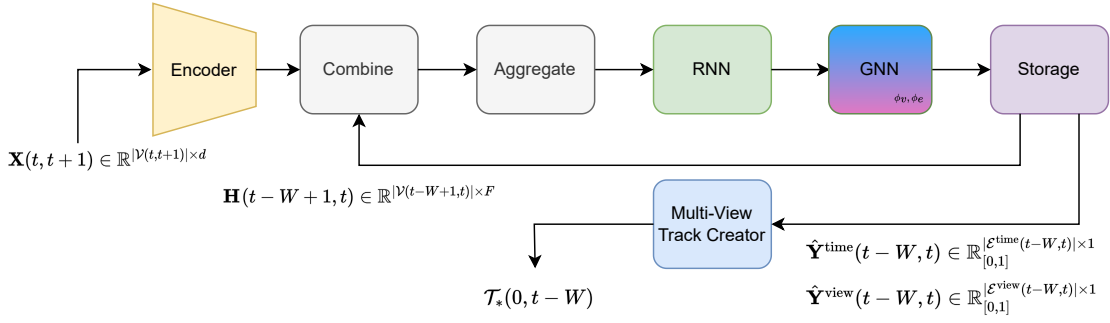 Encoder
Combine
Aggregate
RNN
GNN
ϕ_v, ϕ_e
Storage
𝐗(t, t + 1) ∈ ℝ^{|𝒱(t,t+1)|×d}
𝐇(t − W + 1, t) ∈ ℝ^{|𝒱(t−W+1,t)|×F}
Multi-View
Track Creator
𝐘̂^{time}(t − W, t) ∈ ℝ_{[0,1]}^{|ℰ^{time}(t−W,t)|×1}
𝐘̂^{view}(t − W, t) ∈ ℝ_{[0,1]}^{|ℰ^{view}(t−W,t)|×1}
𝒯_*(0, t − W)